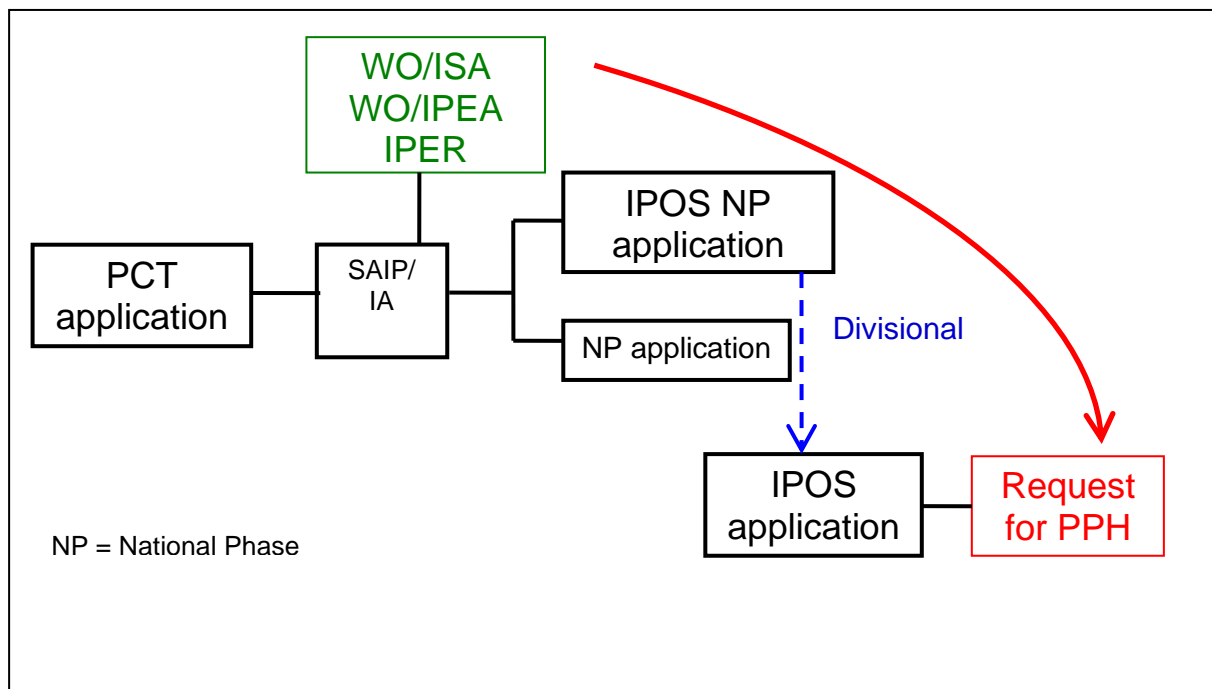 WO/ISA
WO/IPEA
IPER
IPOS NP
application
PCT
application
SAIP/
IA
NP application
Divisional
IPOS
application
Request
for PPH
NP = National Phase